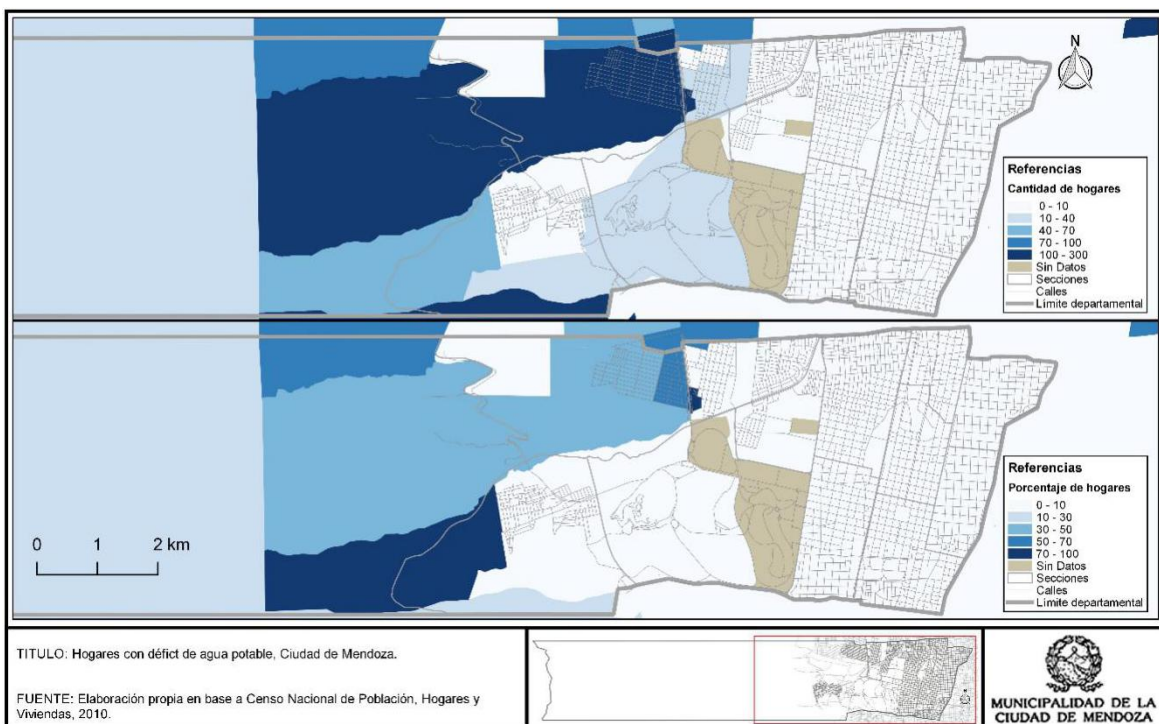 N
Referencias
Cantidad de hogares
0 - 10
10 - 40
40 - 70
70 - 100
100 - 300
Sin Datos
Secciones
Calles
Limite departamental
Referencias
Porcentaje de hogares
0 - 10
10 - 30
30 - 50
50 - 70
70 - 100
Sin Datos
Secciones
Calles
Limite departamental
0 1 2 km
TITULO: Hogares con déficit de agua potable, Ciudad de Mendoza.
FUENTE: Elaboración propia en base a Censo Nacional de Población, Hogares y
Viviendas, 2010.
MUNICIPALIDAD DE LA
CIUDAD DE MENDOZA